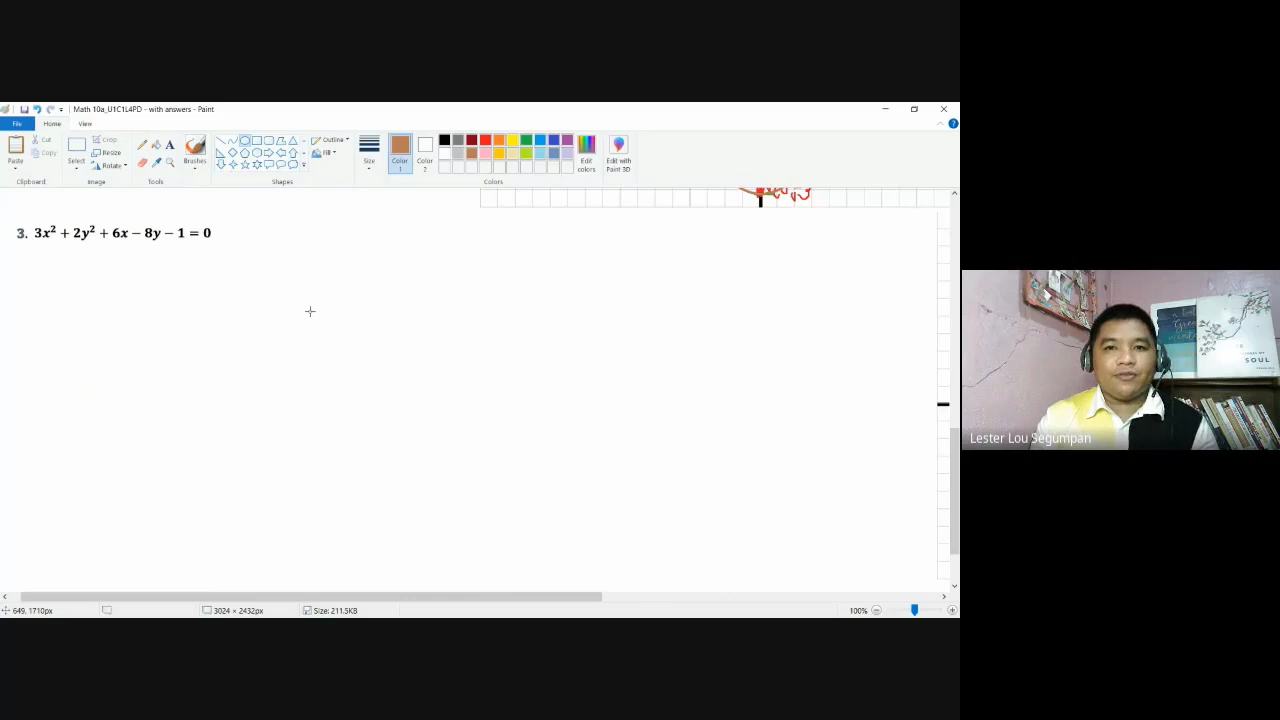 Math 10a_U1C1L4PD - with answers - Paint
File Home View
Paste
Cut
Copy
Clipboard
Select
Crop
Resize
Rotate
Image
Tools
Brushes
Shapes
Outline
Fill
Size
Color 1
Color 2
Edit colors
Edit with Paint 3D
Colors
3. 3x² + 2y² + 6x − 8y − 1 = 0
SOUL
Lester Lou Segumpan
649, 1710px
3024 × 2432px
Size: 211.5KB
100%